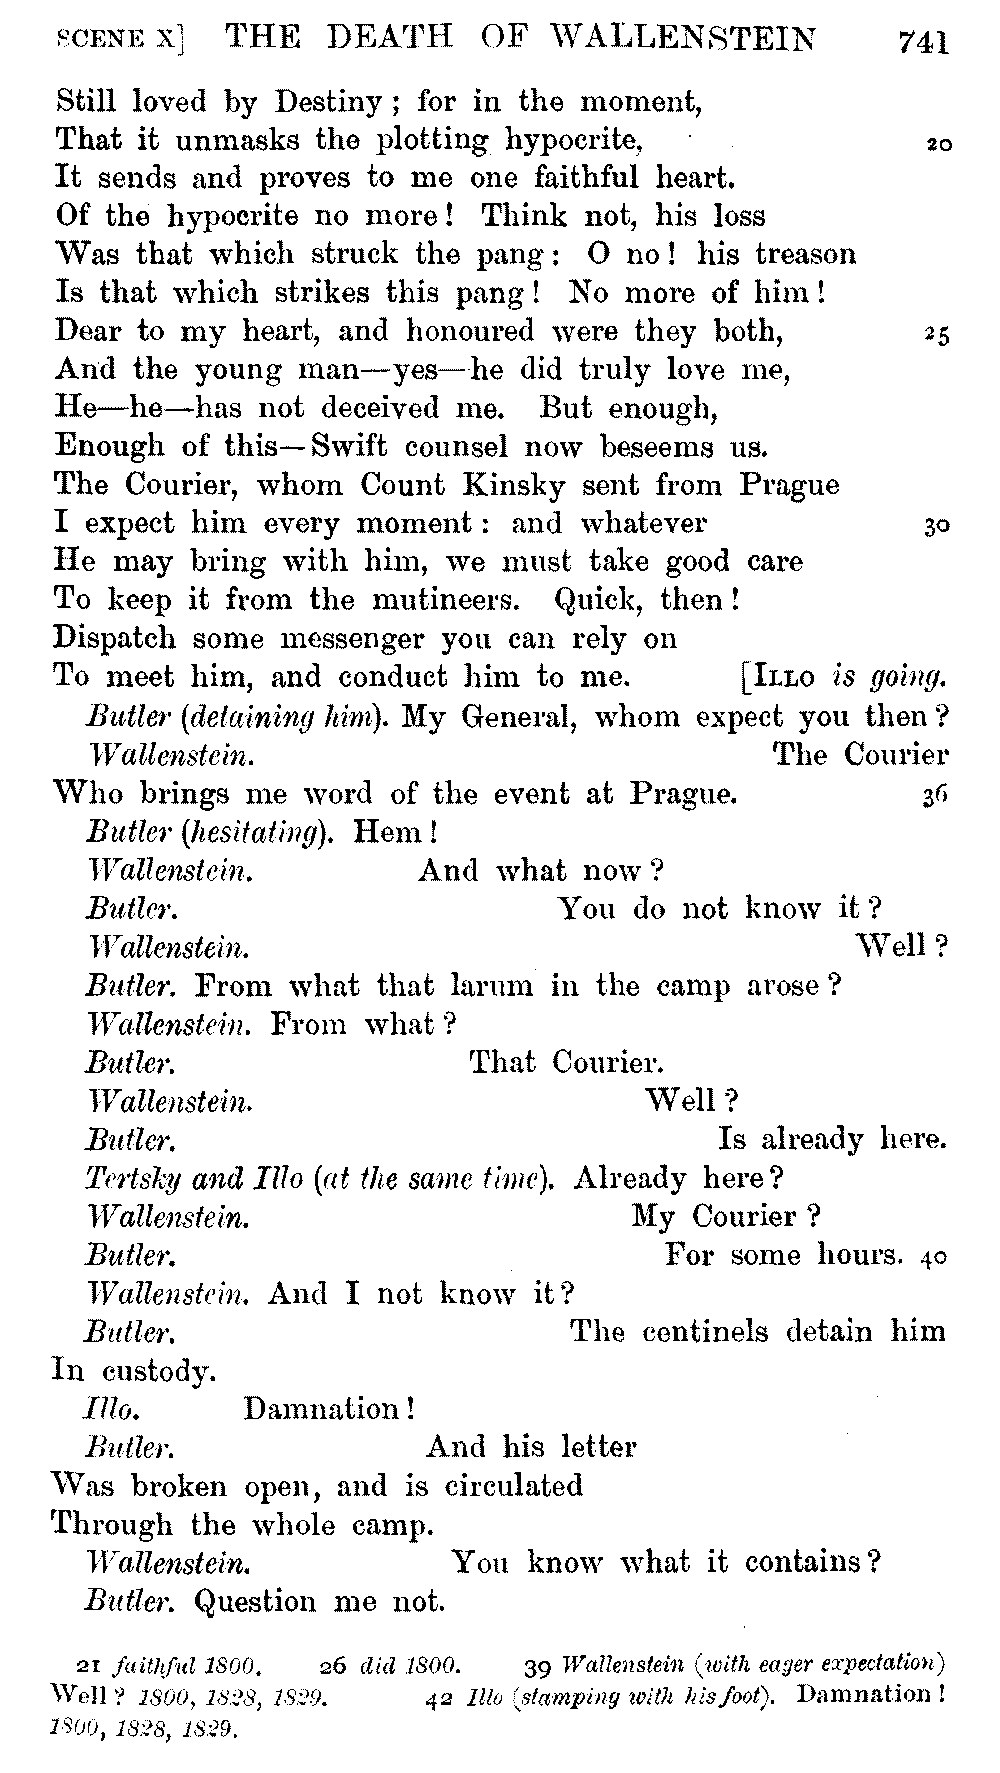 SCENE X] THE DEATH OF WALLENSTEIN 741
Still loved by Destiny; for in the moment,
That it unmasks the plotting hypocrite, 20
It sends and proves to me one faithful heart.
Of the hypocrite no more! Think not, his loss
Was that which struck the pang: O no! his treason
Is that which strikes this pang! No more of him!
Dear to my heart, and honoured were they both, 25
And the young man—yes—he did truly love me,
He—he—has not deceived me. But enough,
Enough of this—Swift counsel now beseems us.
The Courier, whom Count Kinsky sent from Prague
I expect him every moment: and whatever 30
He may bring with him, we must take good care
To keep it from the mutineers. Quick, then!
Dispatch some messenger you can rely on
To meet him, and conduct him to me. [ILLO is going.
Butler (detaining him). My General, whom expect you then?
Wallenstein. The Courier
Who brings me word of the event at Prague. 36
Butler (hesitating). Hem!
Wallenstein. And what now?
Butler. You do not know it?
Wallenstein. Well?
Butler. From what that larum in the camp arose?
Wallenstein. From what?
Butler. That Courier.
Wallenstein. Well?
Butler. Is already here.
Tertsky and Illo (at the same time). Already here?
Wallenstein. My Courier?
Butler. For some hours. 40
Wallenstein. And I not know it?
Butler. The centinels detain him
In custody.
Illo. Damnation!
Butler. And his letter
Was broken open, and is circulated
Through the whole camp.
Wallenstein. You know what it contains?
Butler. Question me not.
21 faithful 1800. 26 did 1800. 39 Wallenstein (with eager expectation)
Well? 1800, 1828, 1829. 42 Illo (stamping with his foot). Damnation!
1800, 1828, 1829.